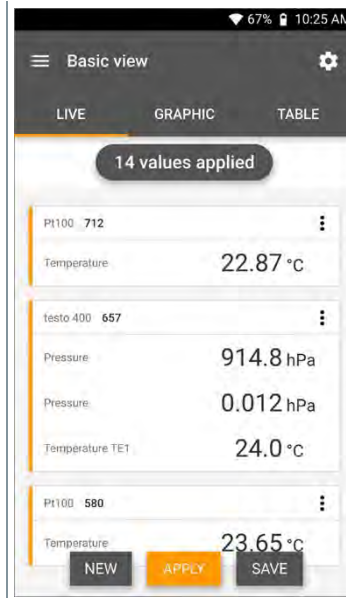 67% 10:25 AM
Basic view
LIVE GRAPHIC TABLE
14 values applied
Pt100 712
Temperature 22.87 °C
testo 400 657
Pressure 914.8 hPa
Pressure 0.012 hPa
Temperature TE1 24.0 °C
Pt100 580
Temperature 23.65 °C
NEW APPLY SAVE